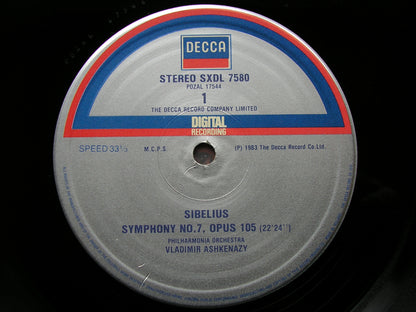 DECCA
STEREO SXDL 7580
PDZAL 17544
1
THE DECCA RECORD COMPANY LIMITED
DIGITAL
RECORDING
SPEED 33⅓ M.C.P.S (P) 1983 The Decca Record Co.Ltd.
SIBELIUS
SYMPHONY NO.7, OPUS 105 (22'24")
PHILHARMONIA ORCHESTRA
VLADIMIR ASHKENAZY